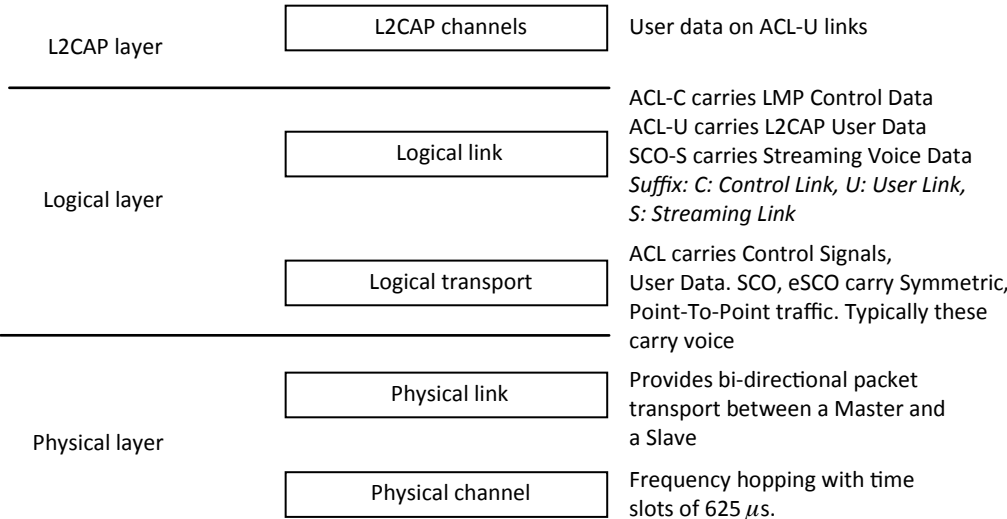 L2CAP layer
L2CAP channels
User data on ACL-U links
Logical layer
Logical link
ACL-C carries LMP Control Data
ACL-U carries L2CAP User Data
SCO-S carries Streaming Voice Data
Suffix: C: Control Link, U: User Link,
S: Streaming Link
Logical transport
ACL carries Control Signals,
User Data. SCO, eSCO carry Symmetric,
Point-To-Point traffic. Typically these
carry voice
Physical layer
Physical link
Provides bi-directional packet
transport between a Master and
a Slave
Physical channel
Frequency hopping with time
slots of 625 µs.